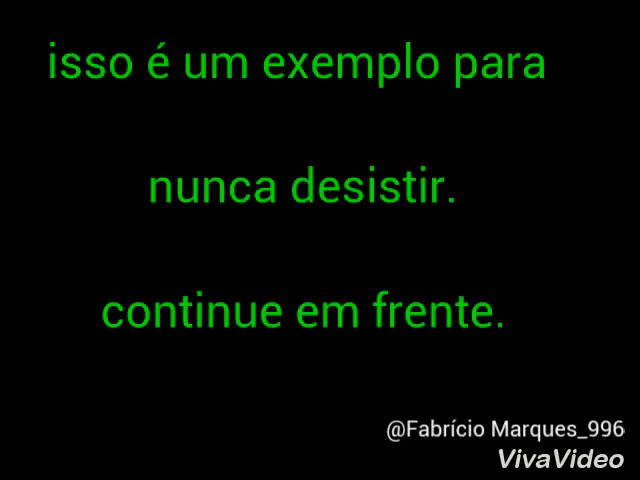 isso é um exemplo para
nunca desistir.
continue em frente.
@Fabrício Marques_996
VivaVideo